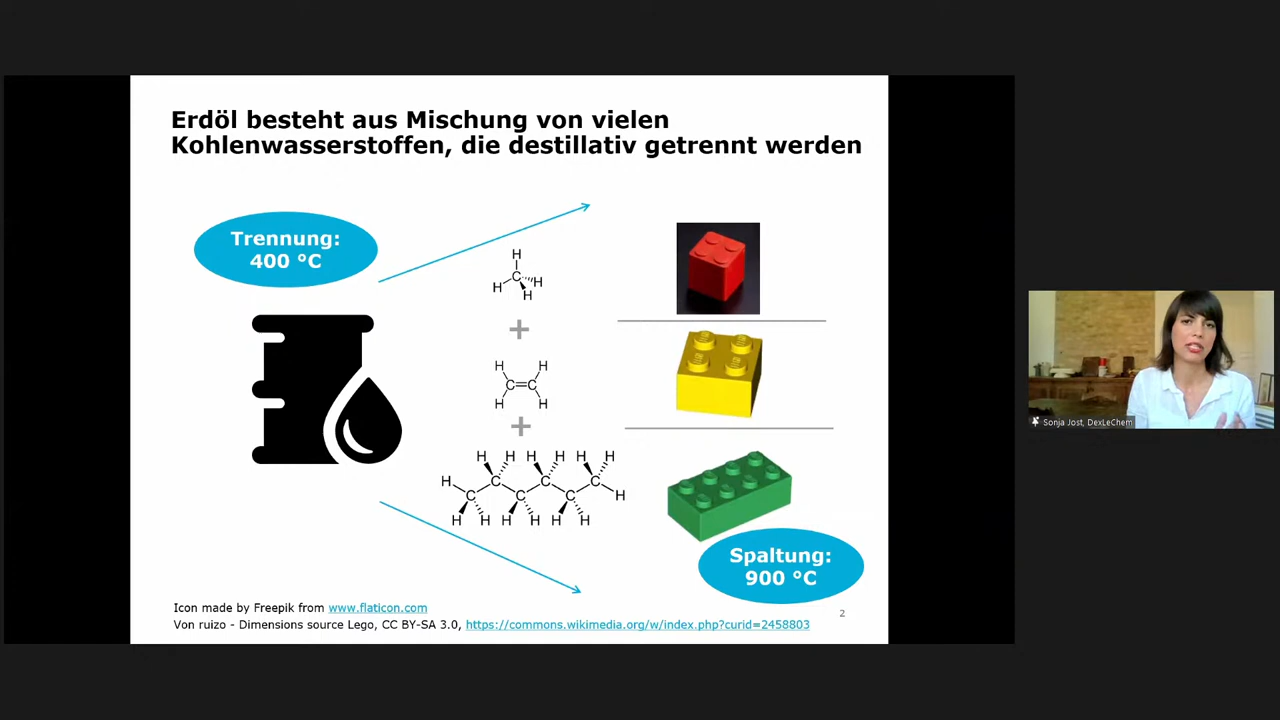 Erdöl besteht aus Mischung von vielen
Kohlenwasserstoffen, die destillativ getrennt werden
Trennung:
400 °C
H
C
H
H
H
+
H
H
C=C
H
H
+
H H H H H H
H C C C C C C H
H H H H H H
Spaltung:
900 °C
Icon made by Freepik from www.flaticon.com
2
Von ruizo - Dimensions source Lego, CC BY-SA 3.0, https://commons.wikimedia.org/w/index.php?curid=2458803
Sonja Jost, DexLeChem